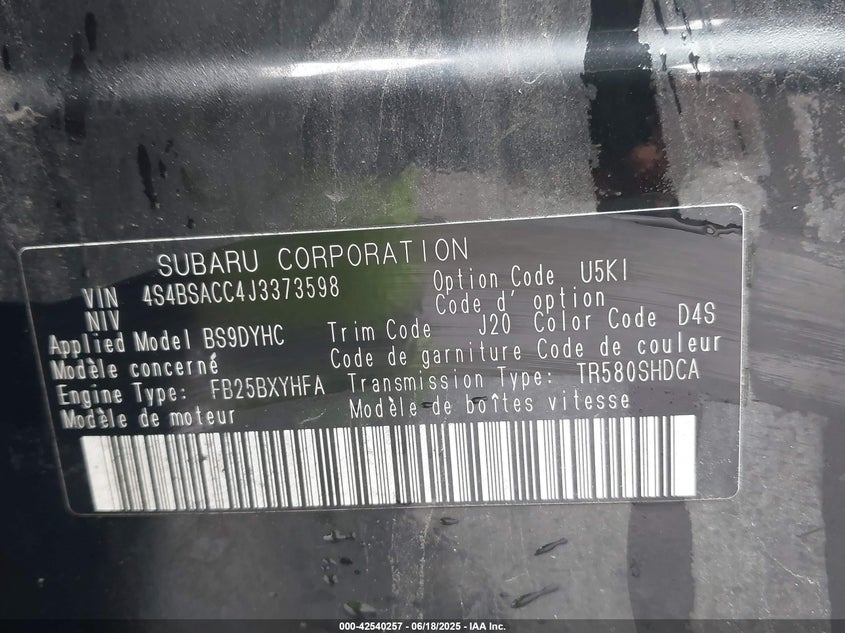 SUBARU CORPORATION
VIN 4S4BSACC4J3373598 Option Code U5KI
NIV Code d' option
Applied Model BS9DYHC Trim Code J20 Color Code D4S
Modèle concerné Code de garniture Code de couleur
Engine Type: FB25BXYHFA Transmission Type: TR580SHDCA
Modèle de moteur Modèle de boîtes vitesse
000-42540257 - 06/18/2025 - IAA Inc.